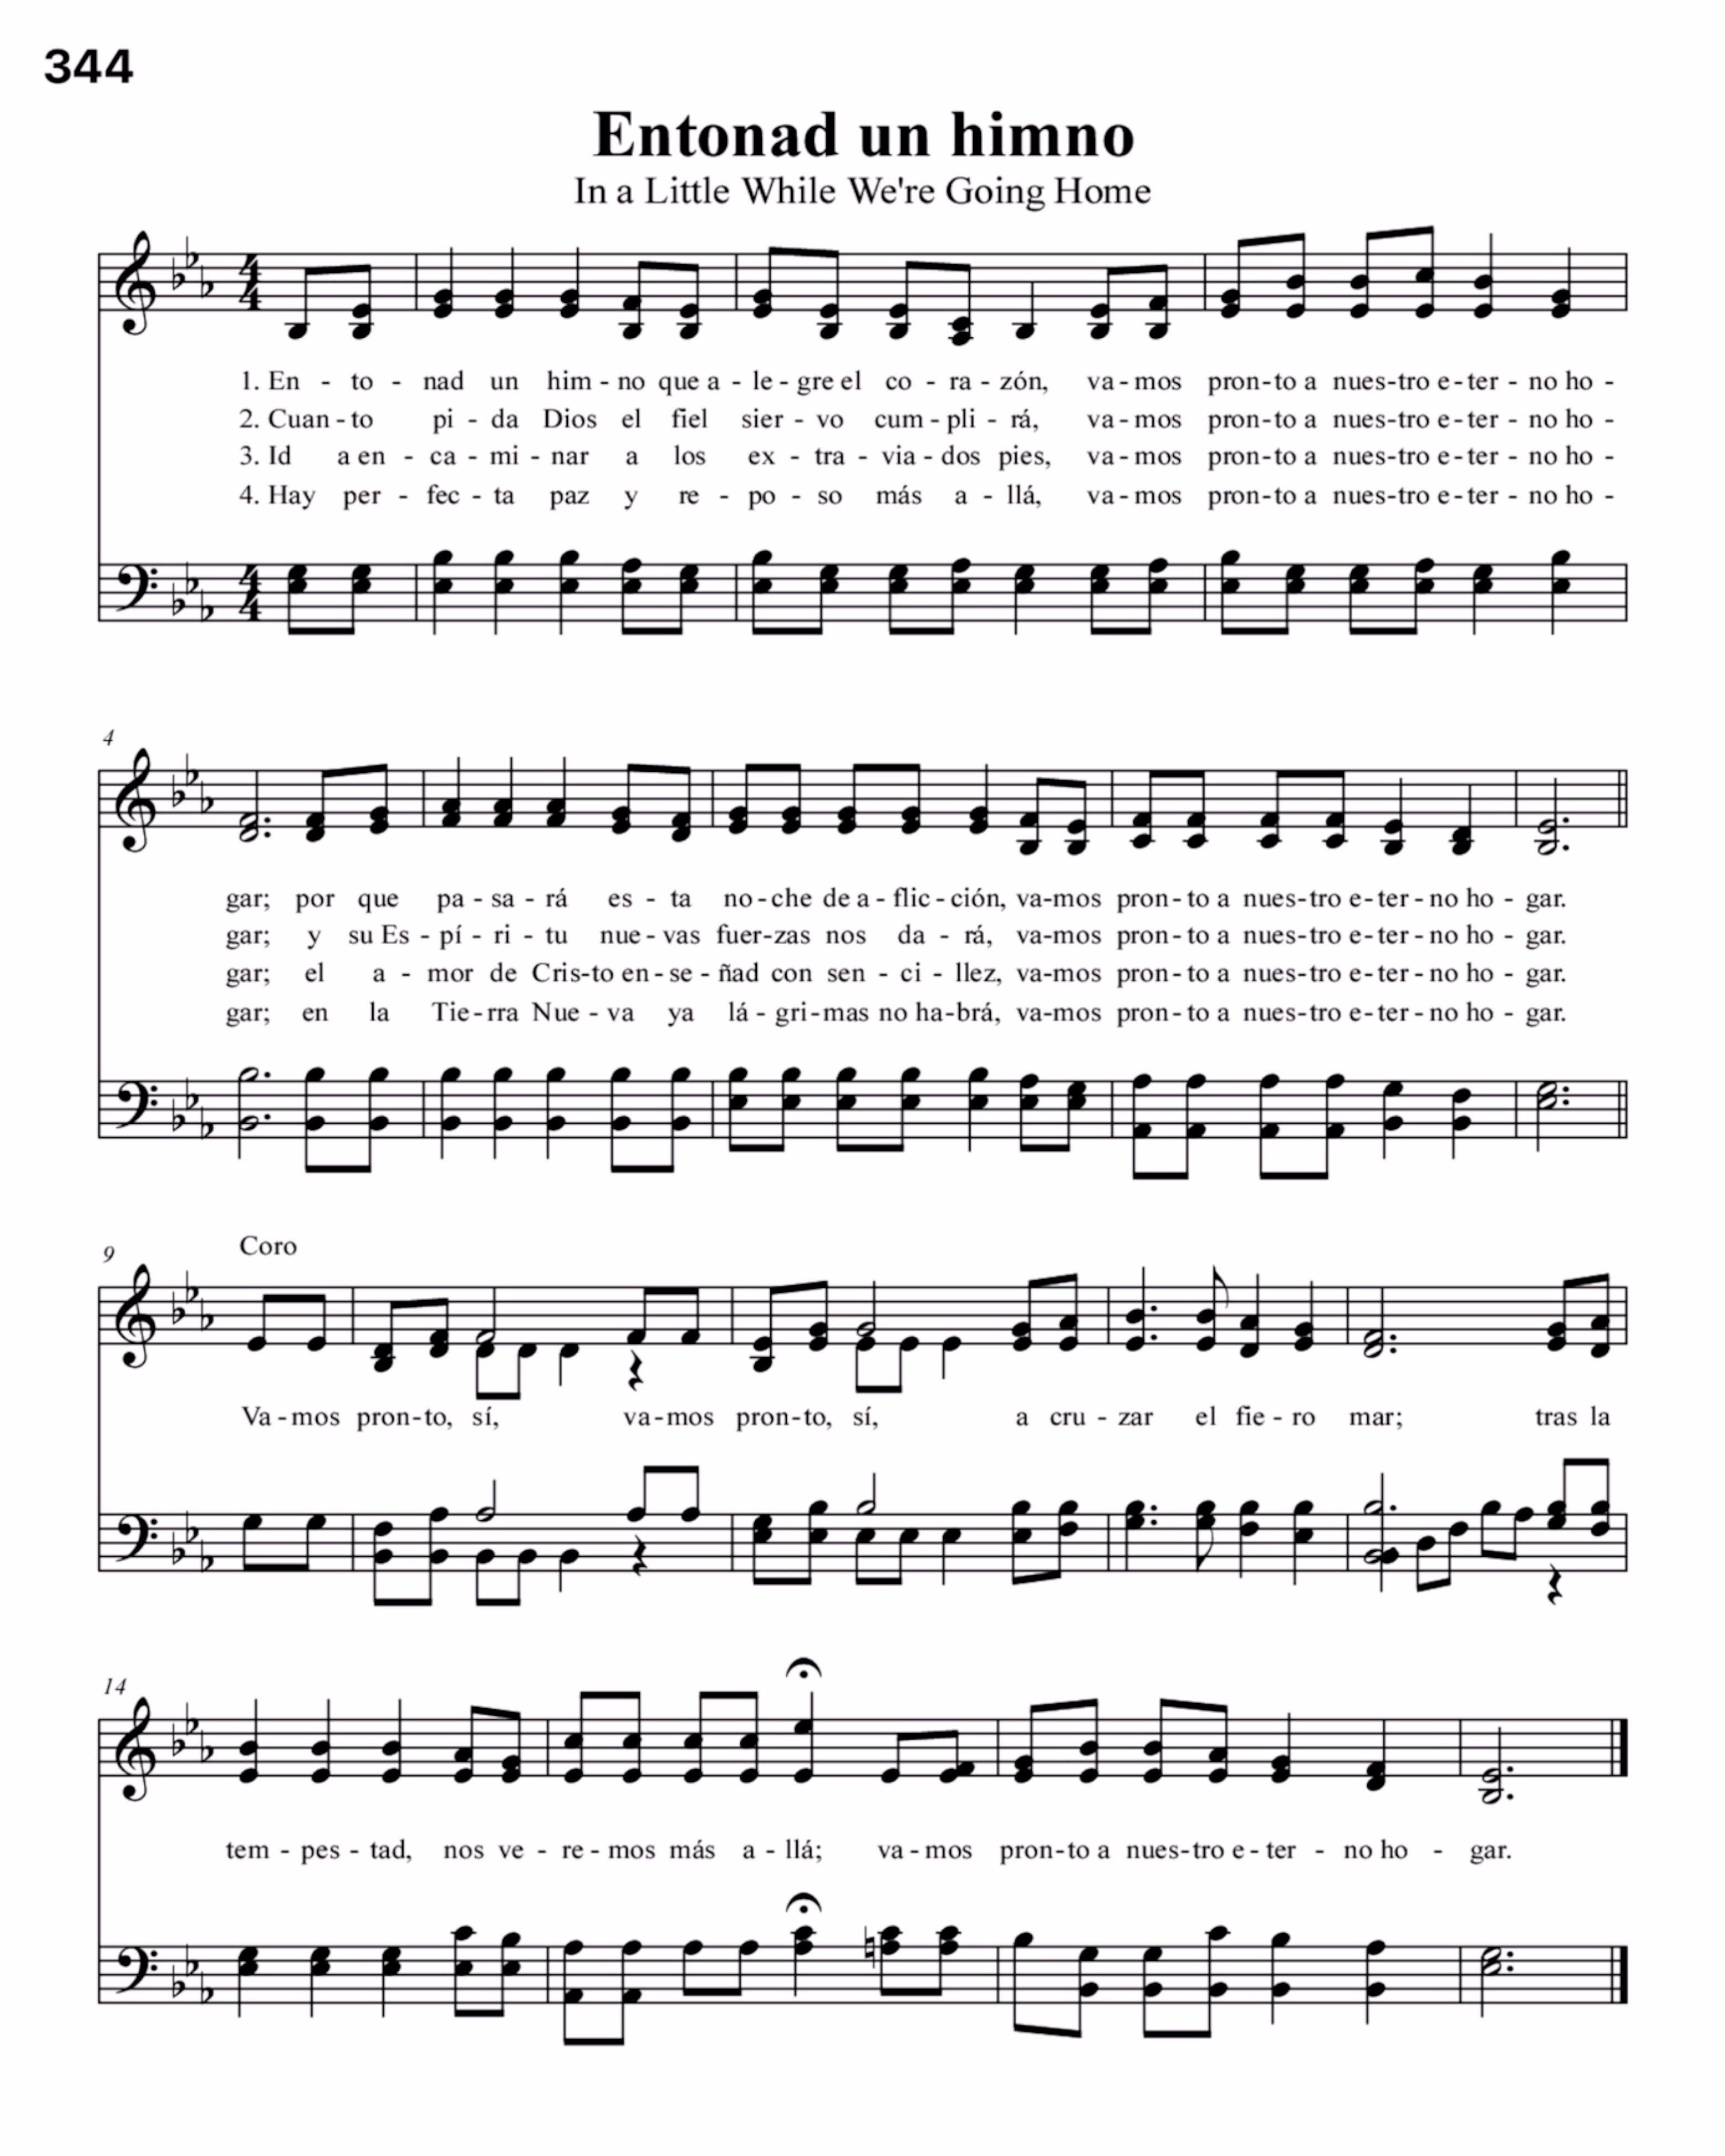 344
Entonad un himno
In a Little While We're Going Home
1. En - to - nad un him - no que a - le - gre el co - ra - zón, va - mos pron - to a nues - tro e - ter - no ho -
2. Cuan - to pi - da Dios el fiel sier - vo cum - pli - rá, va - mos pron - to a nues - tro e - ter - no ho -
3. Id a en - ca - mi - nar a los ex - tra - via - dos pies, va - mos pron - to a nues - tro e - ter - no ho -
4. Hay per - fec - ta paz y re - po - so más a - llá, va - mos pron - to a nues - tro e - ter - no ho -
4
gar; por que pa - sa - rá es - ta no - che de a - flic - ción, va - mos pron - to a nues - tro e - ter - no ho - gar.
gar; y su Es - pí - ri - tu nue - vas fuer - zas nos da - rá, va - mos pron - to a nues - tro e - ter - no ho - gar.
gar; el a - mor de Cris - to en - se - ñad con sen - ci - llez, va - mos pron - to a nues - tro e - ter - no ho - gar.
gar; en la Tie - rra Nue - va ya lá - gri - mas no ha - brá, va - mos pron - to a nues - tro e - ter - no ho - gar.
9 Coro
Va - mos pron - to, sí, va - mos pron - to, sí, a cru - zar el fie - ro mar; tras la
14
tem - pes - tad, nos ve - re - mos más a - llá; va - mos pron - to a nues - tro e - ter - no ho - gar.